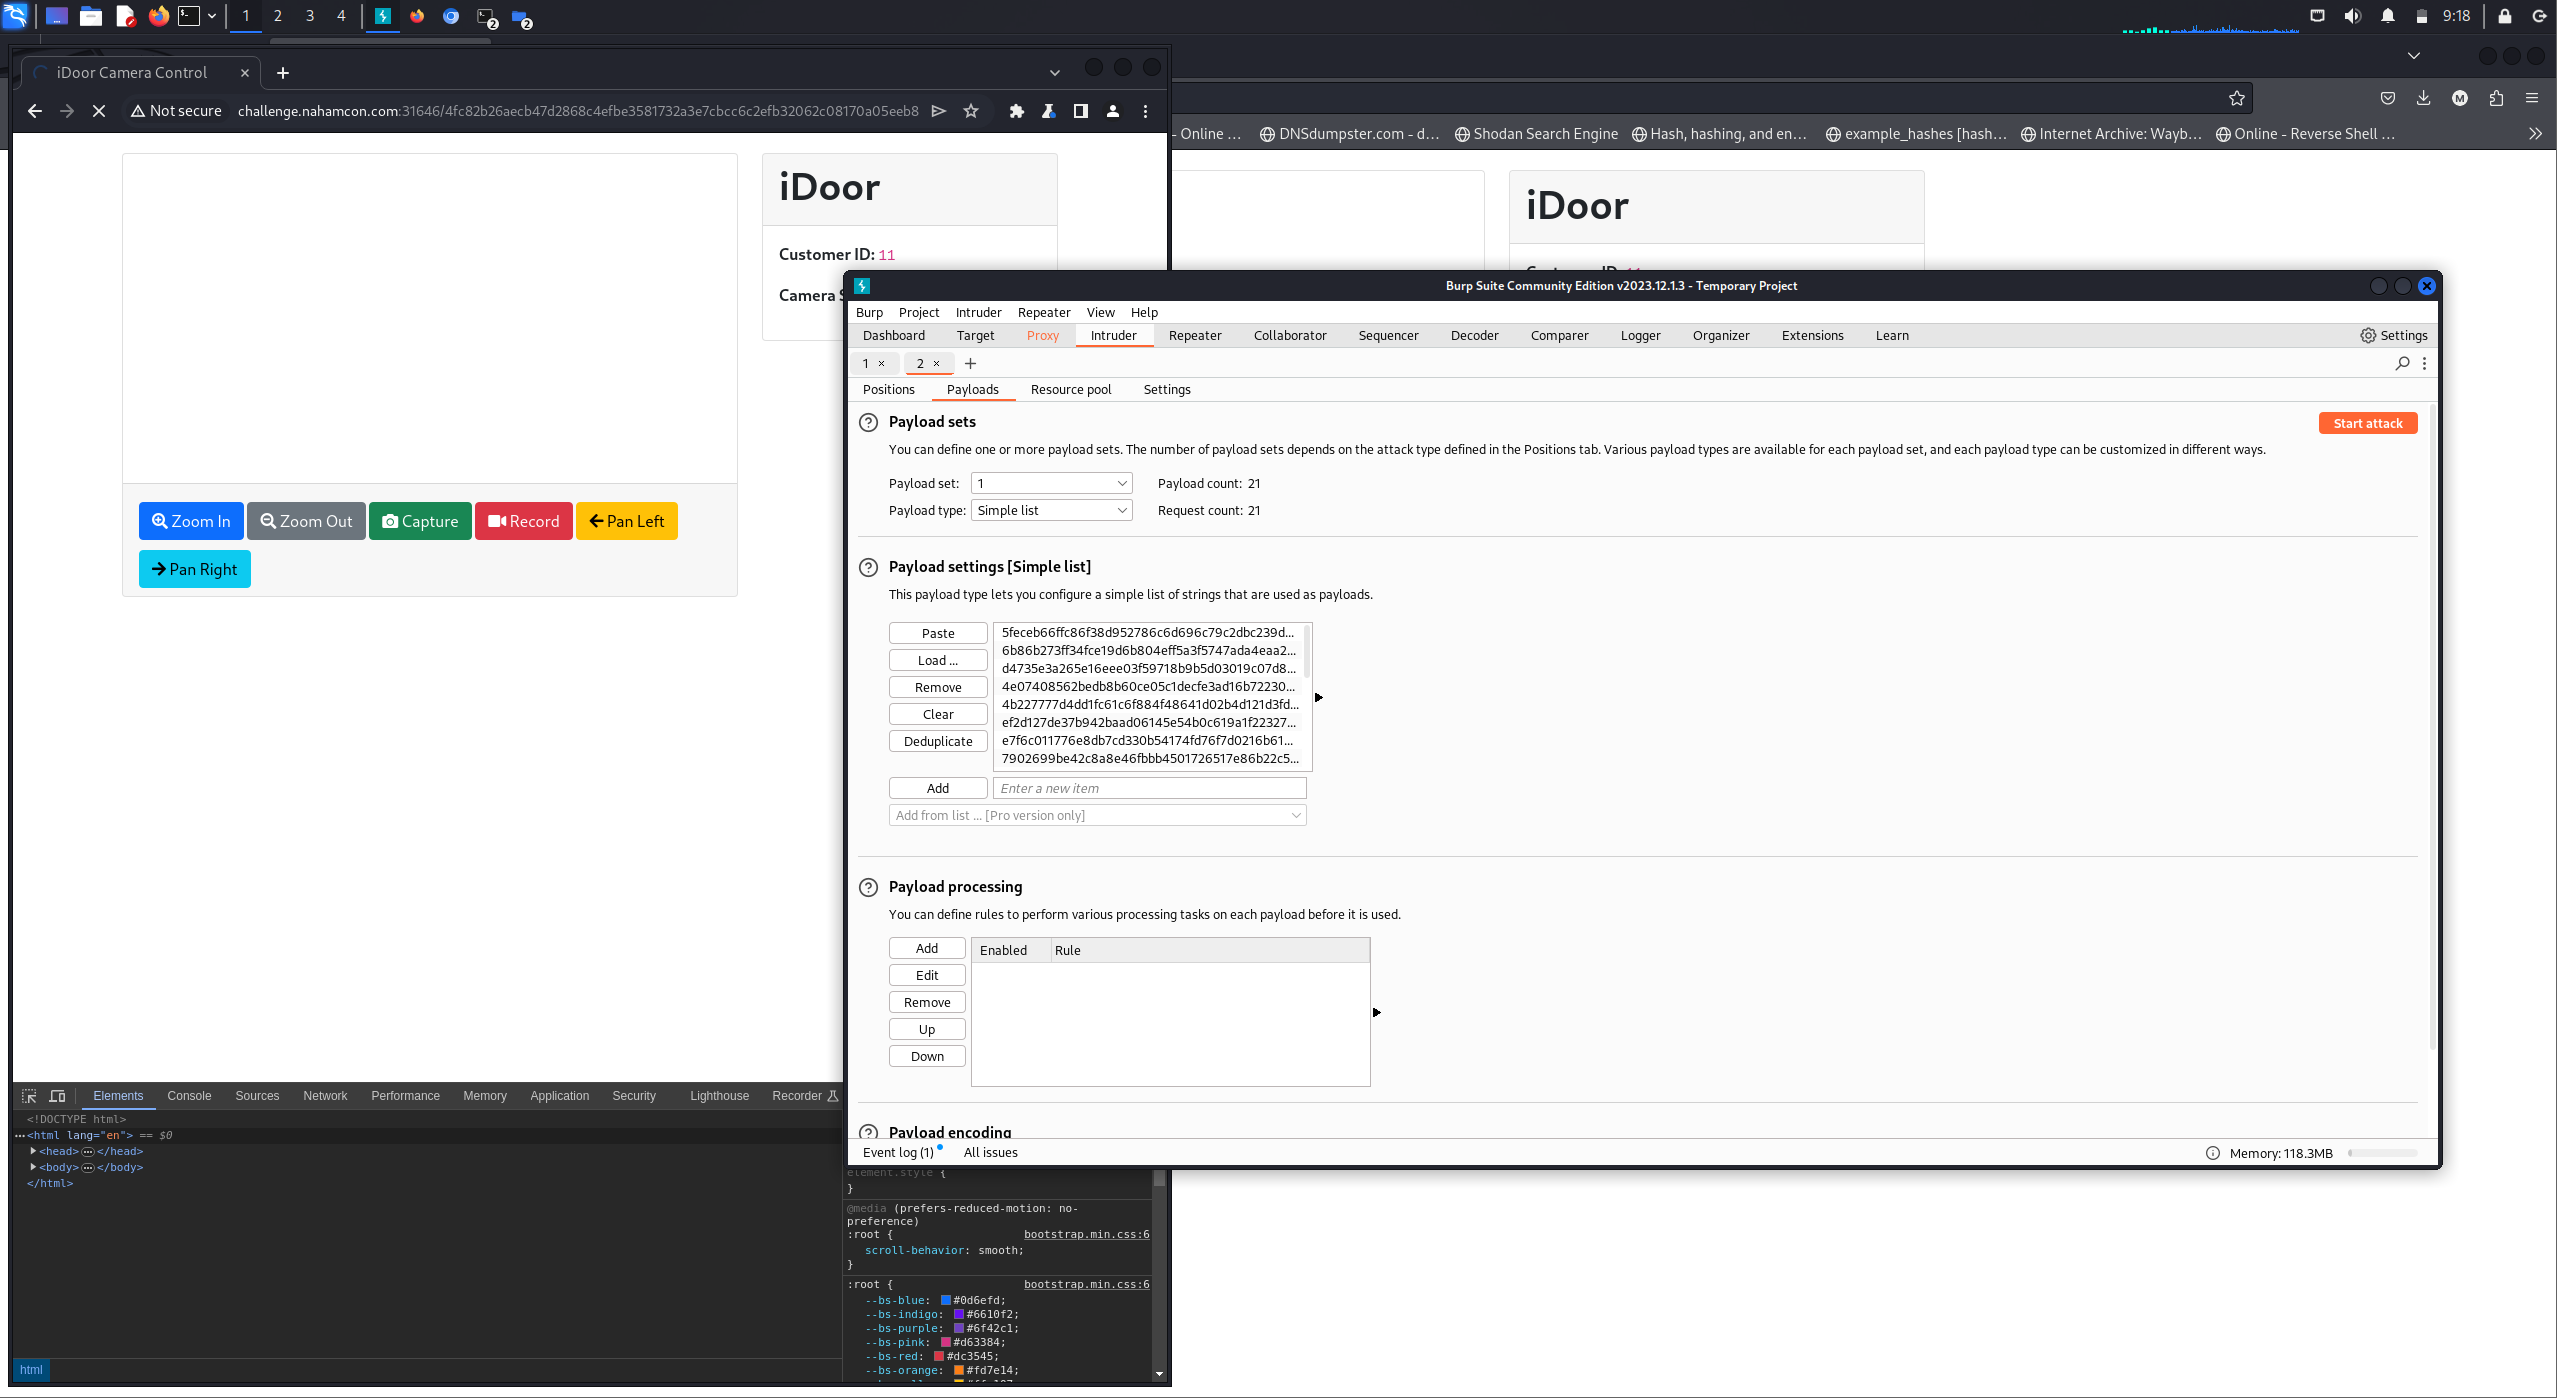 1 2 3 4 2 2 9:18
iDoor Camera Control
Not secure challenge.nahamcon.com:31646/4fc82b26aecb47d2868c4efbe3581732a3e7cbcc6c2efb32062c08170a05eeb8
- Online ... DNSdumpster.com - d... Shodan Search Engine Hash, hashing, and en... example_hashes [hash... Internet Archive: Wayb... Online - Reverse Shell ...
iDoor
Customer ID: 11
Camera
Zoom In Zoom Out Capture Record Pan Left
Pan Right
iDoor
Burp Suite Community Edition v2023.12.1.3 - Temporary Project
Burp Project Intruder Repeater View Help
Dashboard Target Proxy Intruder Repeater Collaborator Sequencer Decoder Comparer Logger Organizer Extensions Learn Settings
1 × 2 × +
Positions Payloads Resource pool Settings
Payload sets
Start attack
You can define one or more payload sets. The number of payload sets depends on the attack type defined in the Positions tab. Various payload types are available for each payload set, and each payload type can be customized in different ways.
Payload set: 1 Payload count: 21
Payload type: Simple list Request count: 21
Payload settings [Simple list]
This payload type lets you configure a simple list of strings that are used as payloads.
Paste
Load ...
Remove
Clear
Deduplicate
5feceb66ffc86f38d952786c6d696c79c2dbc239d...
6b86b273ff34fce19d6b804eff5a3f5747ada4eaa2...
d4735e3a265e16eee03f59718b9b5d03019c07d8...
4e07408562bedb8b60ce05c1decfe3ad16b72230...
4b227777d4dd1fc61c6f884f48641d02b4d121d3fd...
ef2d127de37b942baad06145e54b0c619a1f22327...
e7f6c011776e8db7cd330b54174fd76f7d0216b61...
7902699be42c8a8e46fbbb4501726517e86b22c5...
Add Enter a new item
Add from list ... [Pro version only]
Payload processing
You can define rules to perform various processing tasks on each payload before it is used.
Add
Edit
Remove
Up
Down
Enabled Rule
Payload encoding
Event log (1) All issues Memory: 118.3MB
Elements Console Sources Network Performance Memory Application Security Lighthouse Recorder
<!DOCTYPE html>
<html lang="en"> == $0
<head> ... </head>
<body> ... </body>
</html>
html
element.style {
}
@media (prefers-reduced-motion: no-
preference)
:root { bootstrap.min.css:6
scroll-behavior: smooth;
}
:root { bootstrap.min.css:6
--bs-blue: #0d6efd;
--bs-indigo: #6610f2;
--bs-purple: #6f42c1;
--bs-pink: #d63384;
--bs-red: #dc3545;
--bs-orange: #fd7e14;